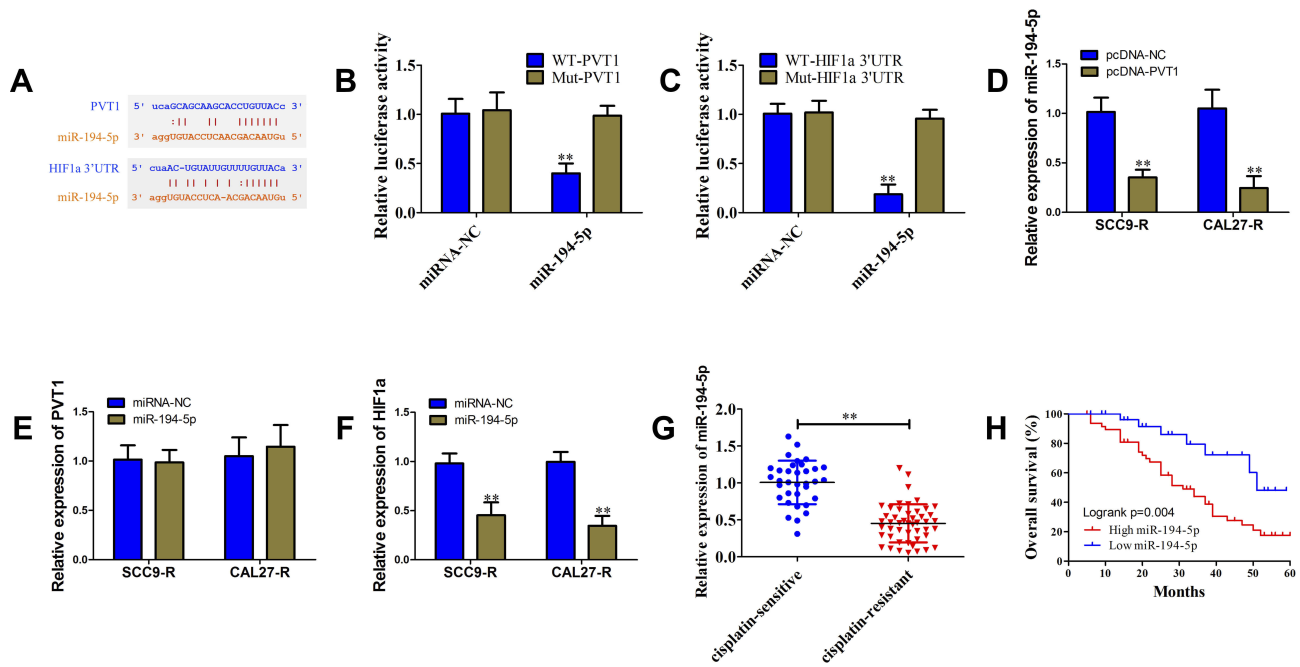 A
PVT1 5' ucaGCAGCAAGCACCUGUUACc 3'
miR-194-5p 3' aggUGUACCUCAACGACAAUGu 5'
HIF1a 3'UTR 5' cuaAC-UGUAUUGUUUUGUUACa 3'
miR-194-5p 3' aggUGUACCUCA-ACGACAAUGu 5'
B
Relative luciferase activity
WT-PVT1
Mut-PVT1
1.5
1.0
0.5
0.0
**
miRNA-NC
miR-194-5p
C
Relative luciferase activity
WT-HIF1a 3'UTR
Mut-HIF1a 3'UTR
1.5
1.0
0.5
0.0
**
miRNA-NC
miR-194-5p
D
Relative expression of miR-194-5p
pcDNA-NC
pcDNA-PVT1
1.5
1.0
0.5
0.0
** **
SCC9-R CAL27-R
E
Relative expression of PVT1
miRNA-NC
miR-194-5p
1.5
1.0
0.5
0.0
SCC9-R CAL27-R
F
Relative expression of HIF1a
miRNA-NC
miR-194-5p
1.5
1.0
0.5
0.0
** **
SCC9-R CAL27-R
G
Relative expression of miR-194-5p
2.0
1.5
1.0
0.5
0.0
**
cisplatin-sensitive
cisplatin-resistant
H
Overall survival (%)
100
80
60
40
20
0
Logrank p=0.004
High miR-194-5p
Low miR-194-5p
0 10 20 30 40 50 60
Months